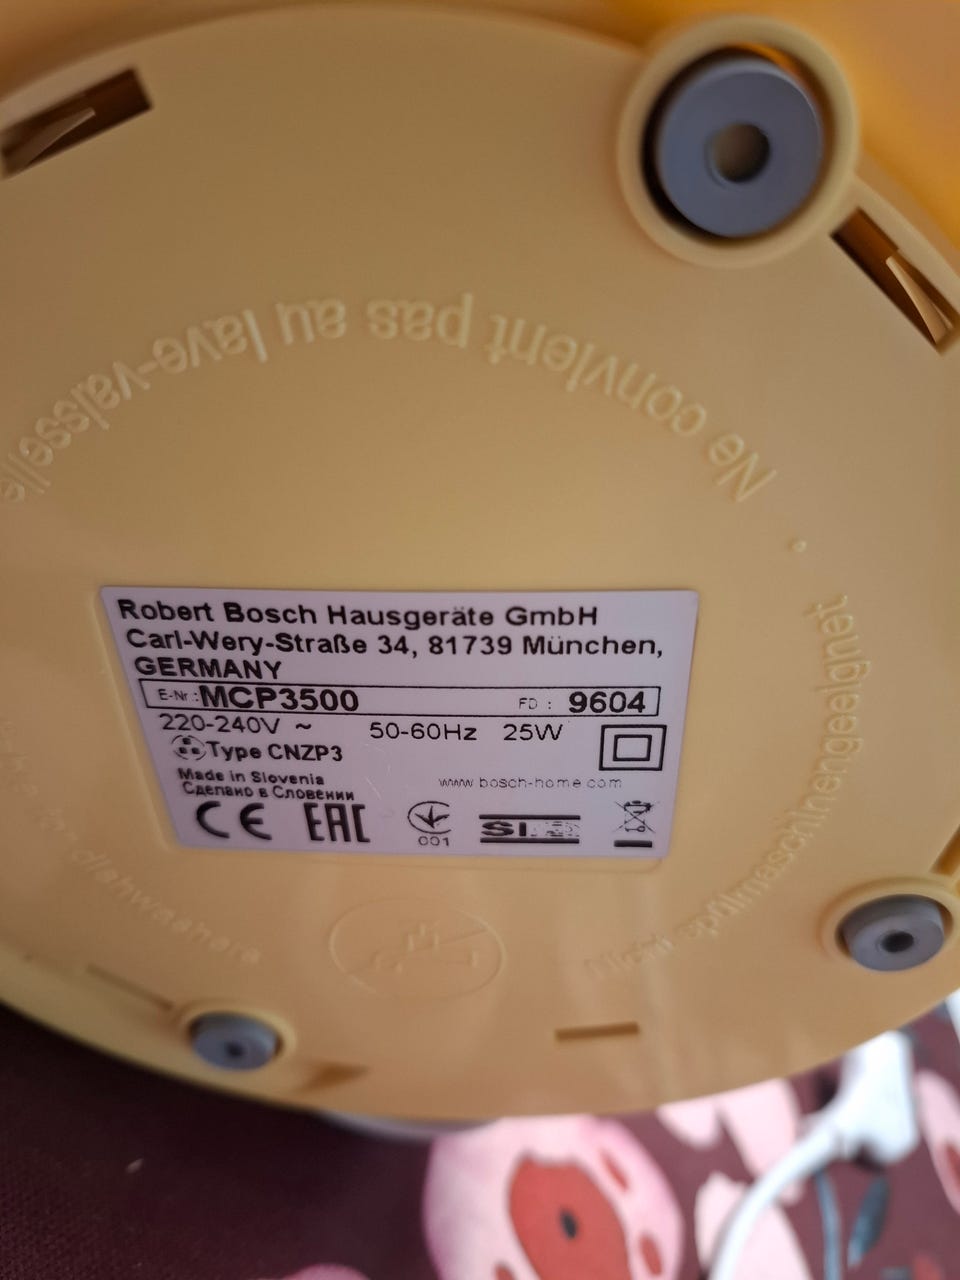 Ne convient pas au lave-vaisselle
Robert Bosch Hausgeräte GmbH
Carl-Wery-Straße 34, 81739 München,
GERMANY
E-Nr.: MCP3500 FD : 9604
220-240V ~ 50-60Hz 25W
Type CNZP3
Made in Slovenia www.bosch-home.com
Сделано в Словении
CE EAC 001 SI
Nicht spülmaschinengeeignet
dishwashers